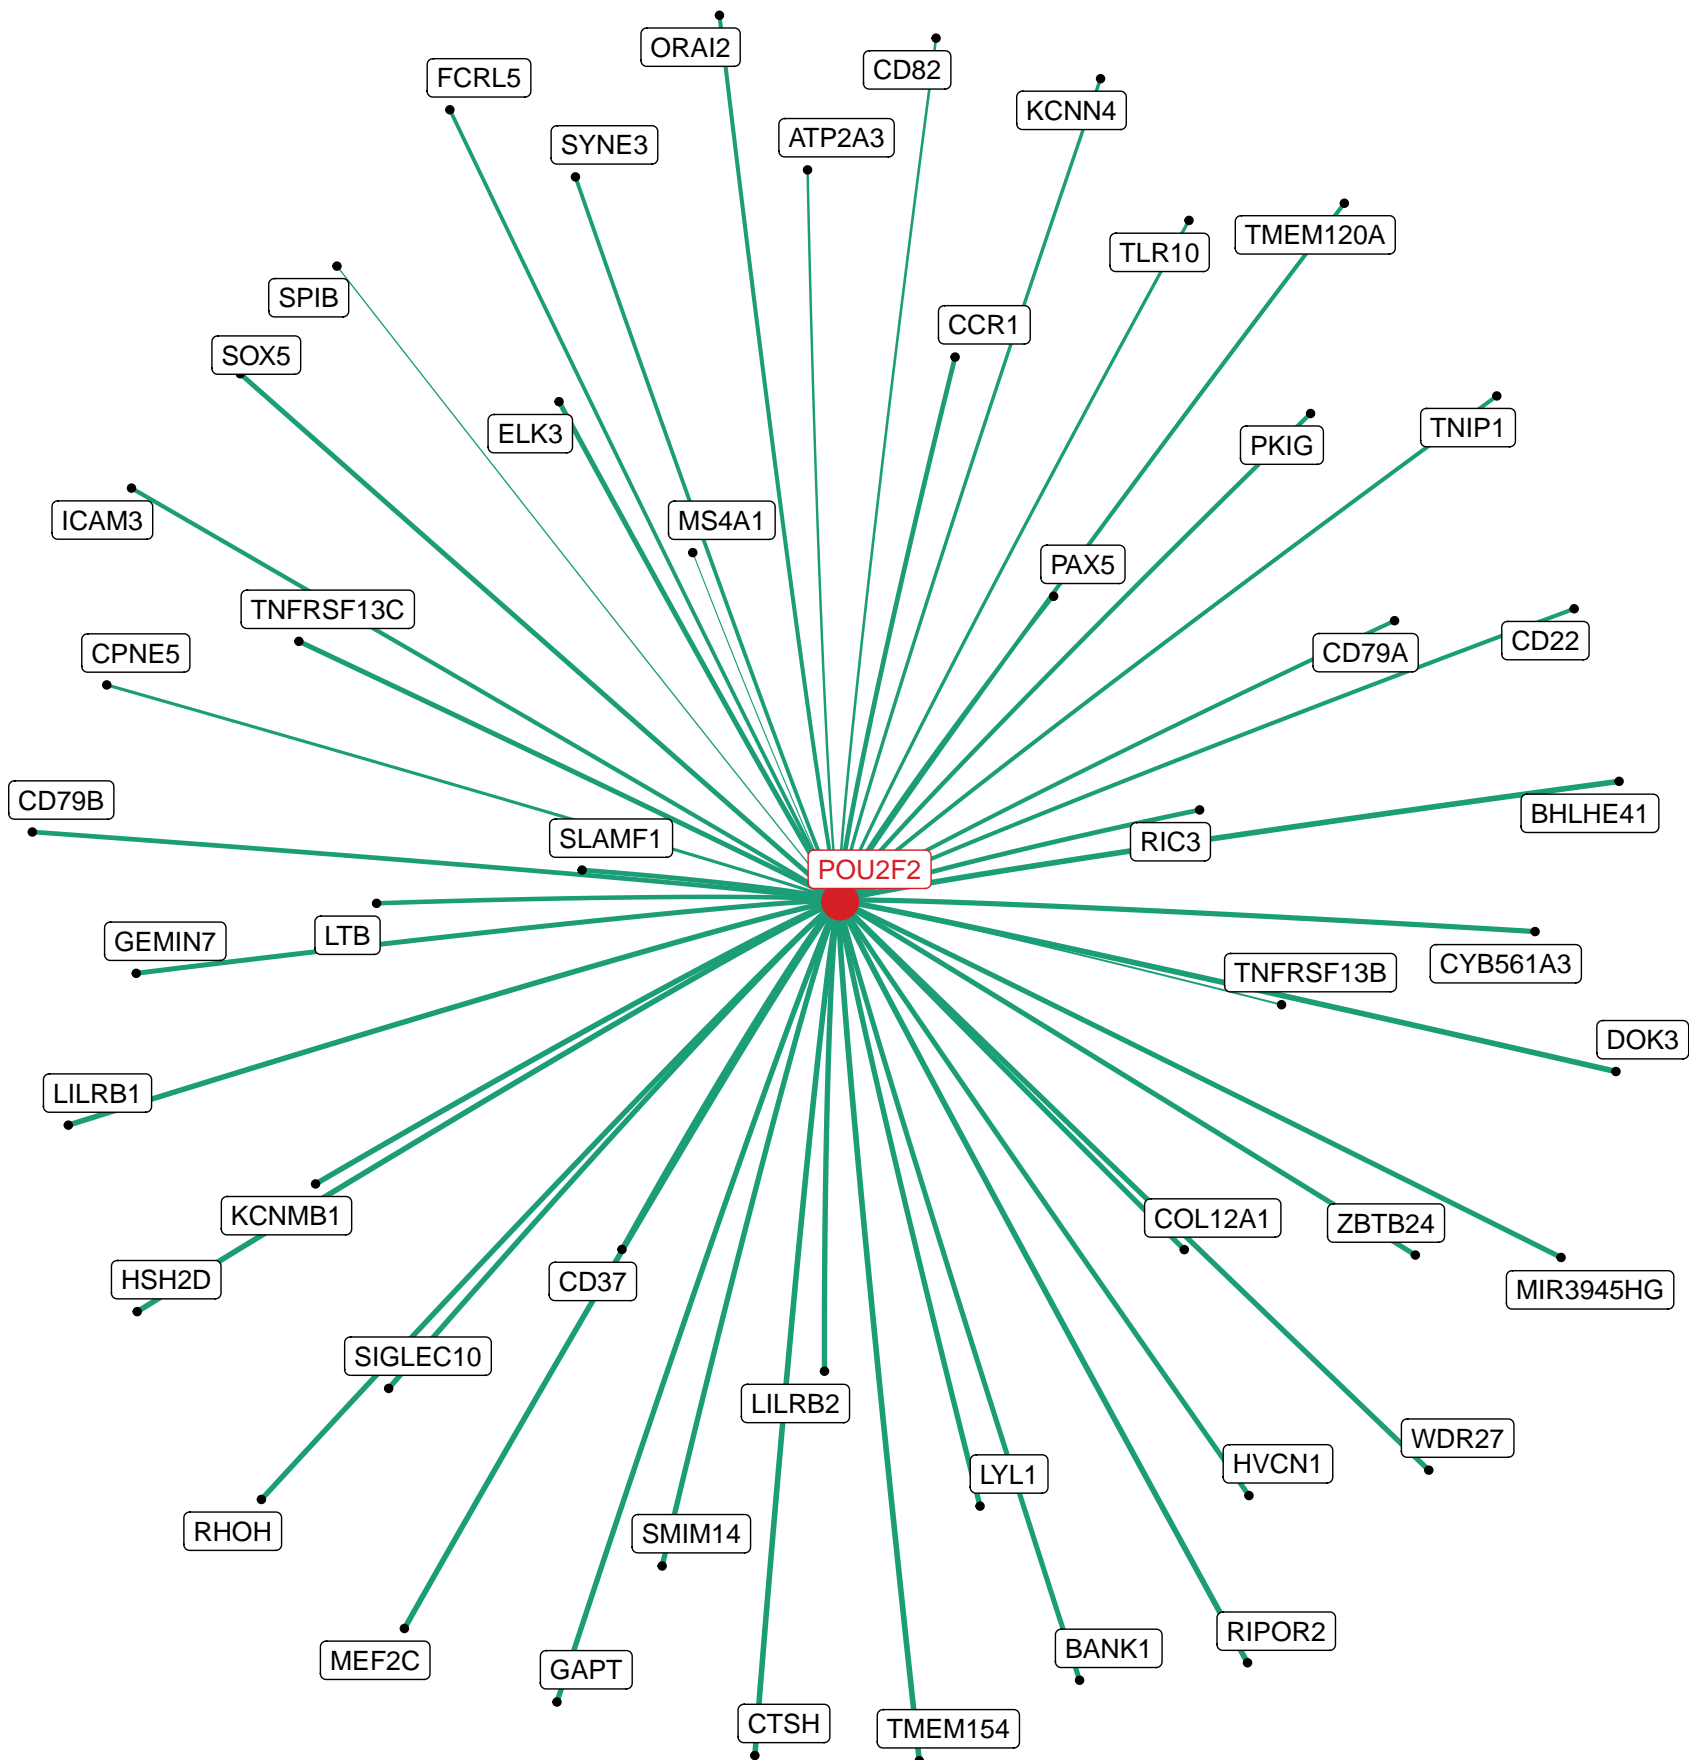 ORAI2
CD82
FCRL5
KCNN4
ATP2A3
SYNE3
TMEM120A
TLR10
SPIB
CCR1
SOX5
TNIP1
ELK3
PKIG
ICAM3
MS4A1
PAX5
TNFRSF13C
CD22
CPNE5
CD79A
CD79B
BHLHE41
SLAMF1
RIC3
POU2F2
LTB
GEMIN7
CYB561A3
TNFRSF13B
DOK3
LILRB1
KCNMB1
COL12A1
ZBTB24
HSH2D
CD37
MIR3945HG
SIGLEC10
LILRB2
WDR27
HVCN1
LYL1
RHOH
SMIM14
RIPOR2
BANK1
MEF2C
GAPT
CTSH
TMEM154